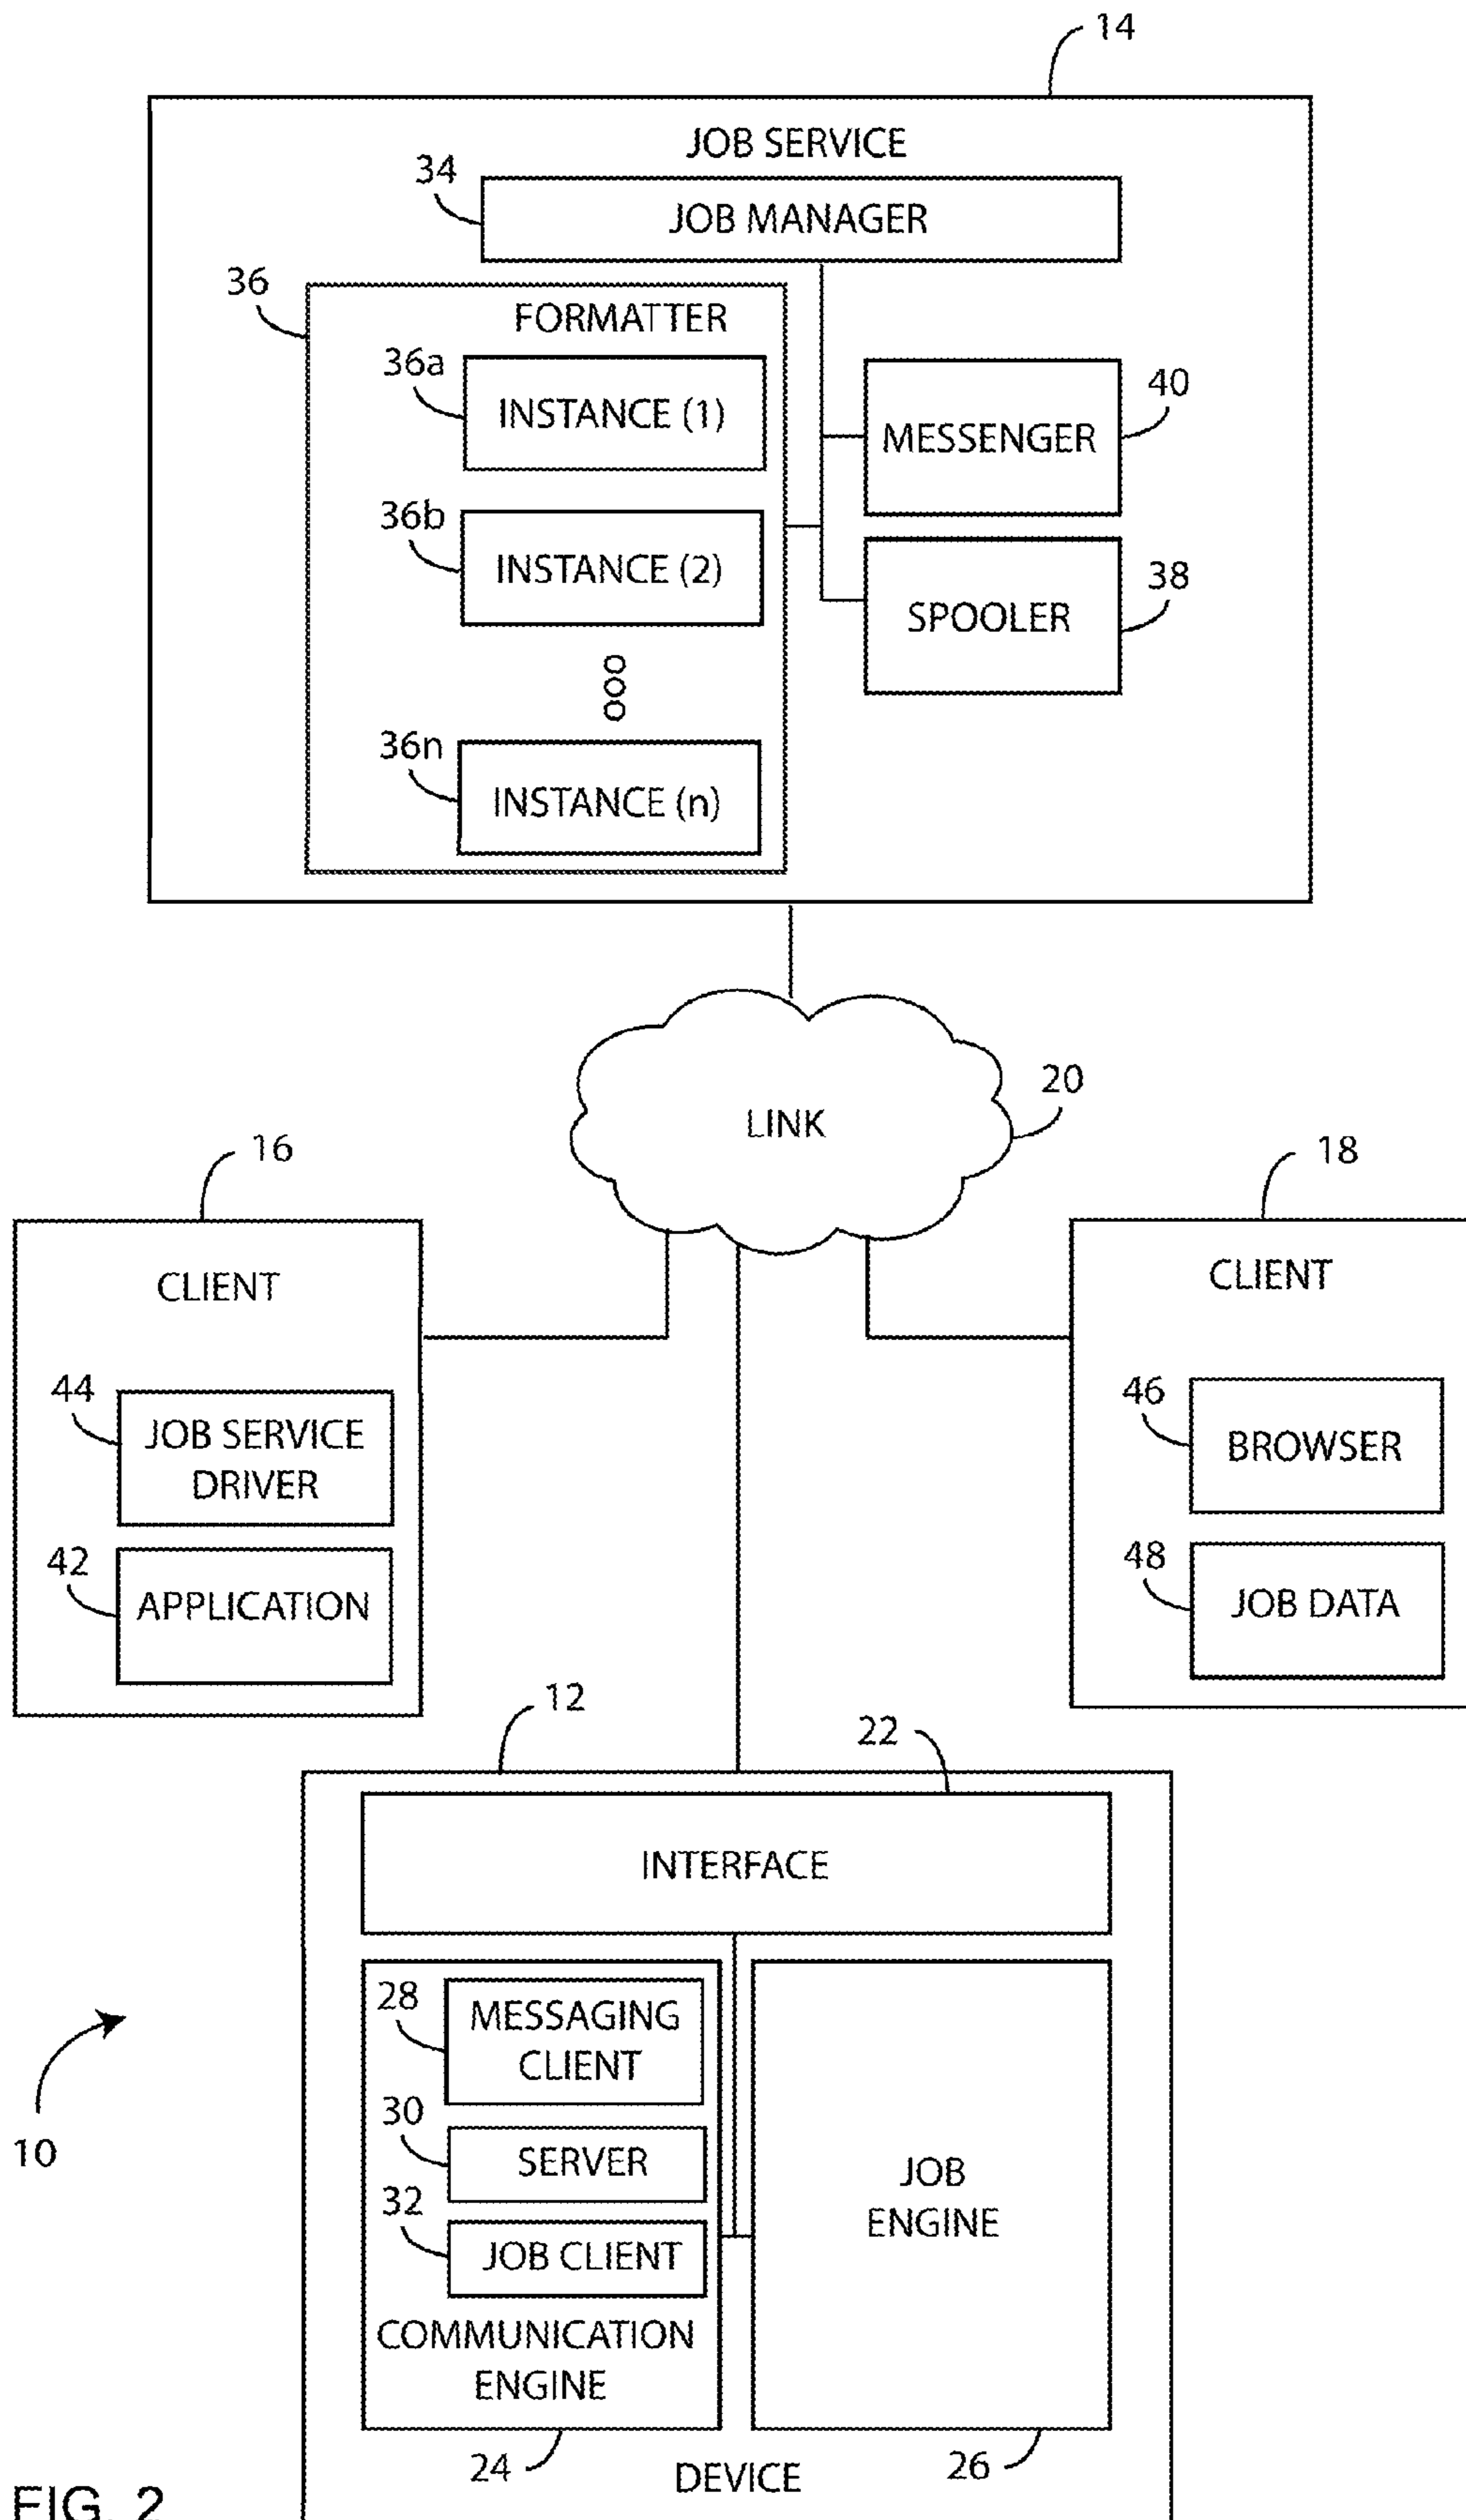 14
JOB SERVICE
34
JOB MANAGER
36
FORMATTER
36a
INSTANCE (1)
40
MESSENGER
36b
INSTANCE (2)
38
SPOOLER
36n
INSTANCE (n)
20
LINK
16
18
CLIENT
CLIENT
44
JOB SERVICE
DRIVER
46
BROWSER
42
APPLICATION
48
JOB DATA
12
22
INTERFACE
28
MESSAGING
CLIENT
30
SERVER
32
JOB CLIENT
COMMUNICATION
ENGINE
JOB
ENGINE
10
24
26
DEVICE
FIG. 2